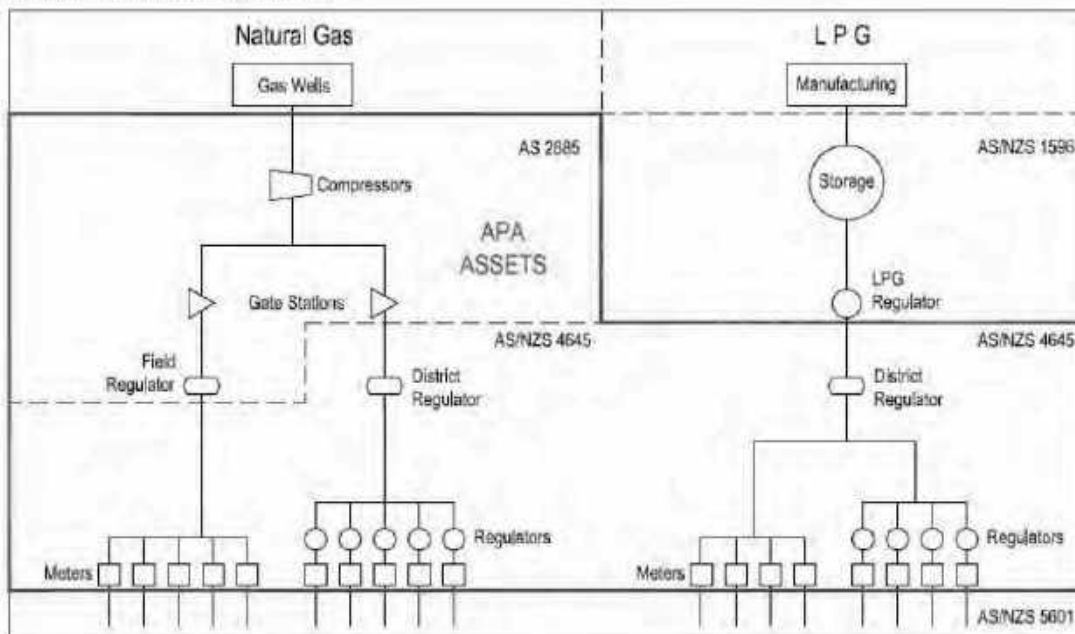 Natural Gas
L P G
Gas Wells
Manufacturing
AS 2885
AS/NZS 1596
Compressors
Storage
APA
ASSETS
LPG
Regulator
Gate Stations
AS/NZS 4645
AS/NZS 4645
Field
Regulator
District
Regulator
District
Regulator
Regulators
Regulators
Meters
Meters
AS/NZS 5601